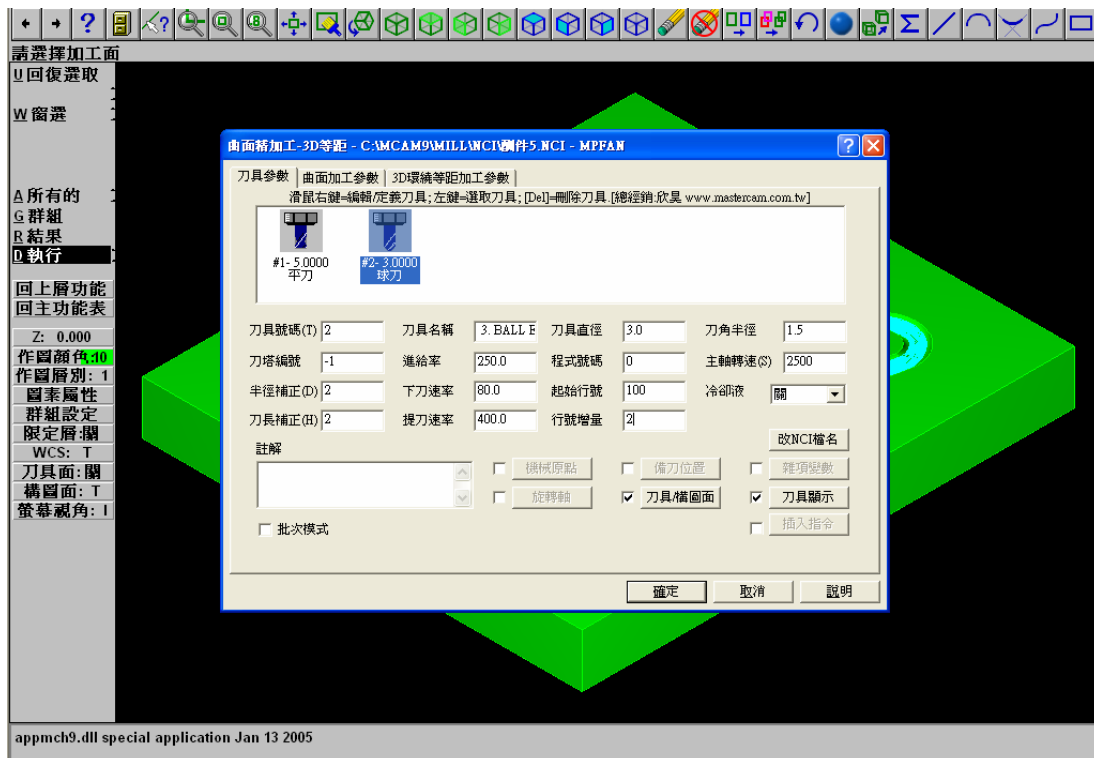 請選擇加工面
U回復選取
W窗選
A所有的
G群組
R結果
D執行
回上層功能
回主功能表
Z: 0.000
作圖顏色:10
作圖層別: 1
圖素屬性
群組設定
限定層:關
WCS: T
刀具面:關
構圖面: T
螢幕視角: I
曲面精加工-3D等距 - C:\MCAM9\MILL\NCI\銅件5.NCI - MPFAN
刀具參數 曲面加工參數 3D環繞等距加工參數
滑鼠右鍵=編輯/定義刀具; 左鍵=選取刀具; [Del]=刪除刀具.[總經銷:欣昊 www.mastercam.com.tw]
#1- 5.0000 #2- 3.0000
平刀 球刀
刀具號碼(T) 2 刀具名稱 3. BALL E 刀具直徑 3.0 刀角半徑 1.5
刀塔編號 -1 進給率 250.0 程式號碼 0 主軸轉速(S) 2500
半徑補正(D) 2 下刀速率 80.0 起始行號 100 冷卻液 關
刀長補正(H) 2 提刀速率 400.0 行號增量 2
改NCI檔名
註解
機械原點 備刀位置 雜項變數
旋轉軸 刀具/構圖面 刀具顯示
插入指令
批次模式
確定 取消 說明
appmch9.dll special application Jan 13 2005